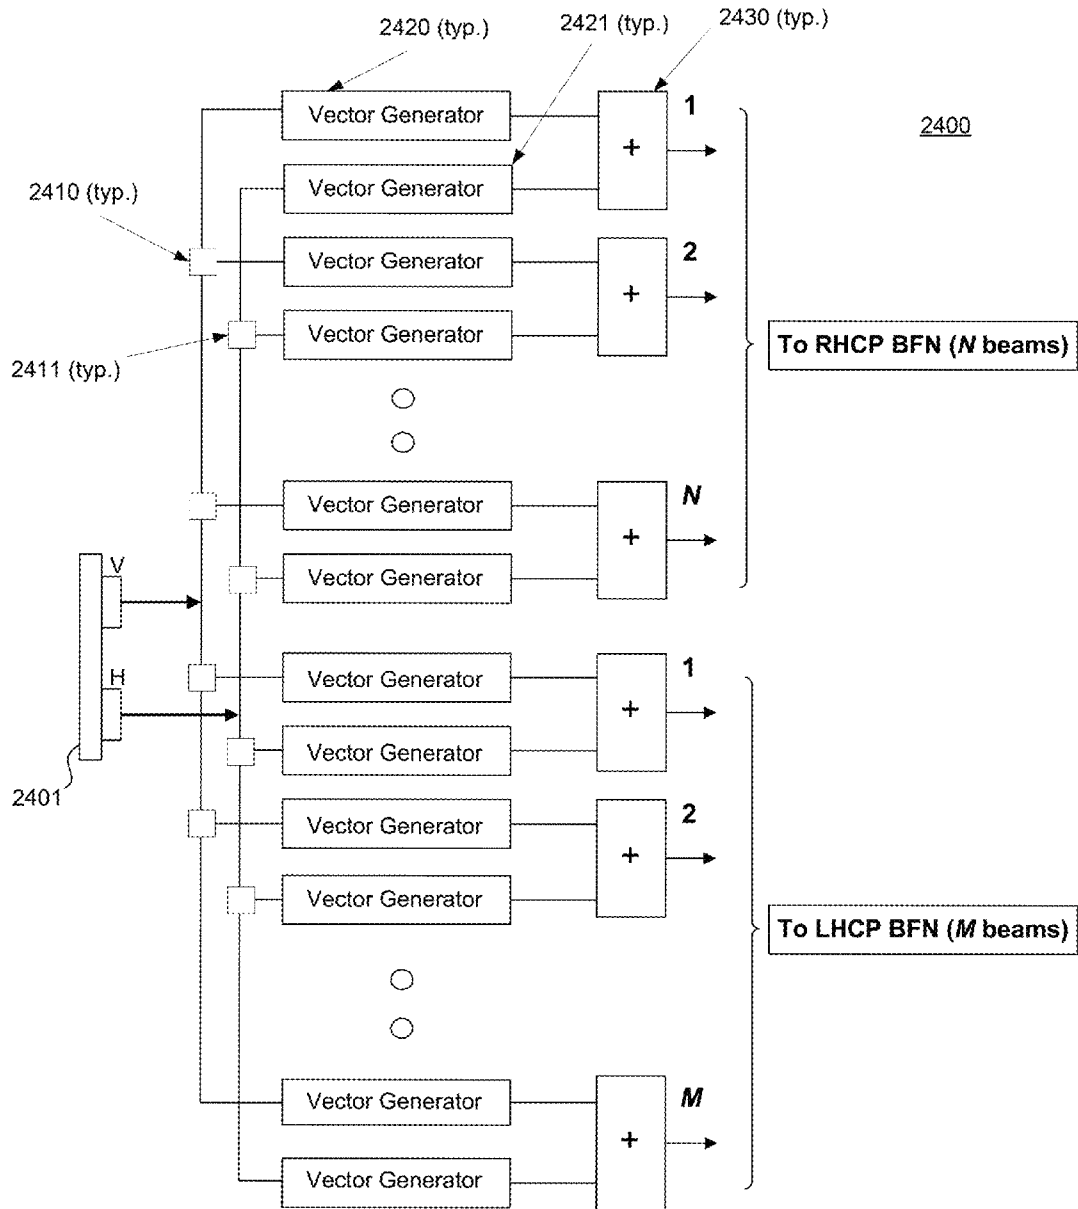 2420 (typ.)
2421 (typ.)
2430 (typ.)
2400
Vector Generator
+
1
Vector Generator
2410 (typ.)
Vector Generator
+
2
Vector Generator
2411 (typ.)
To RHCP BFN (N beams)
Vector Generator
+
N
Vector Generator
V
H
2401
Vector Generator
+
1
Vector Generator
Vector Generator
+
2
Vector Generator
To LHCP BFN (M beams)
Vector Generator
+
M
Vector Generator